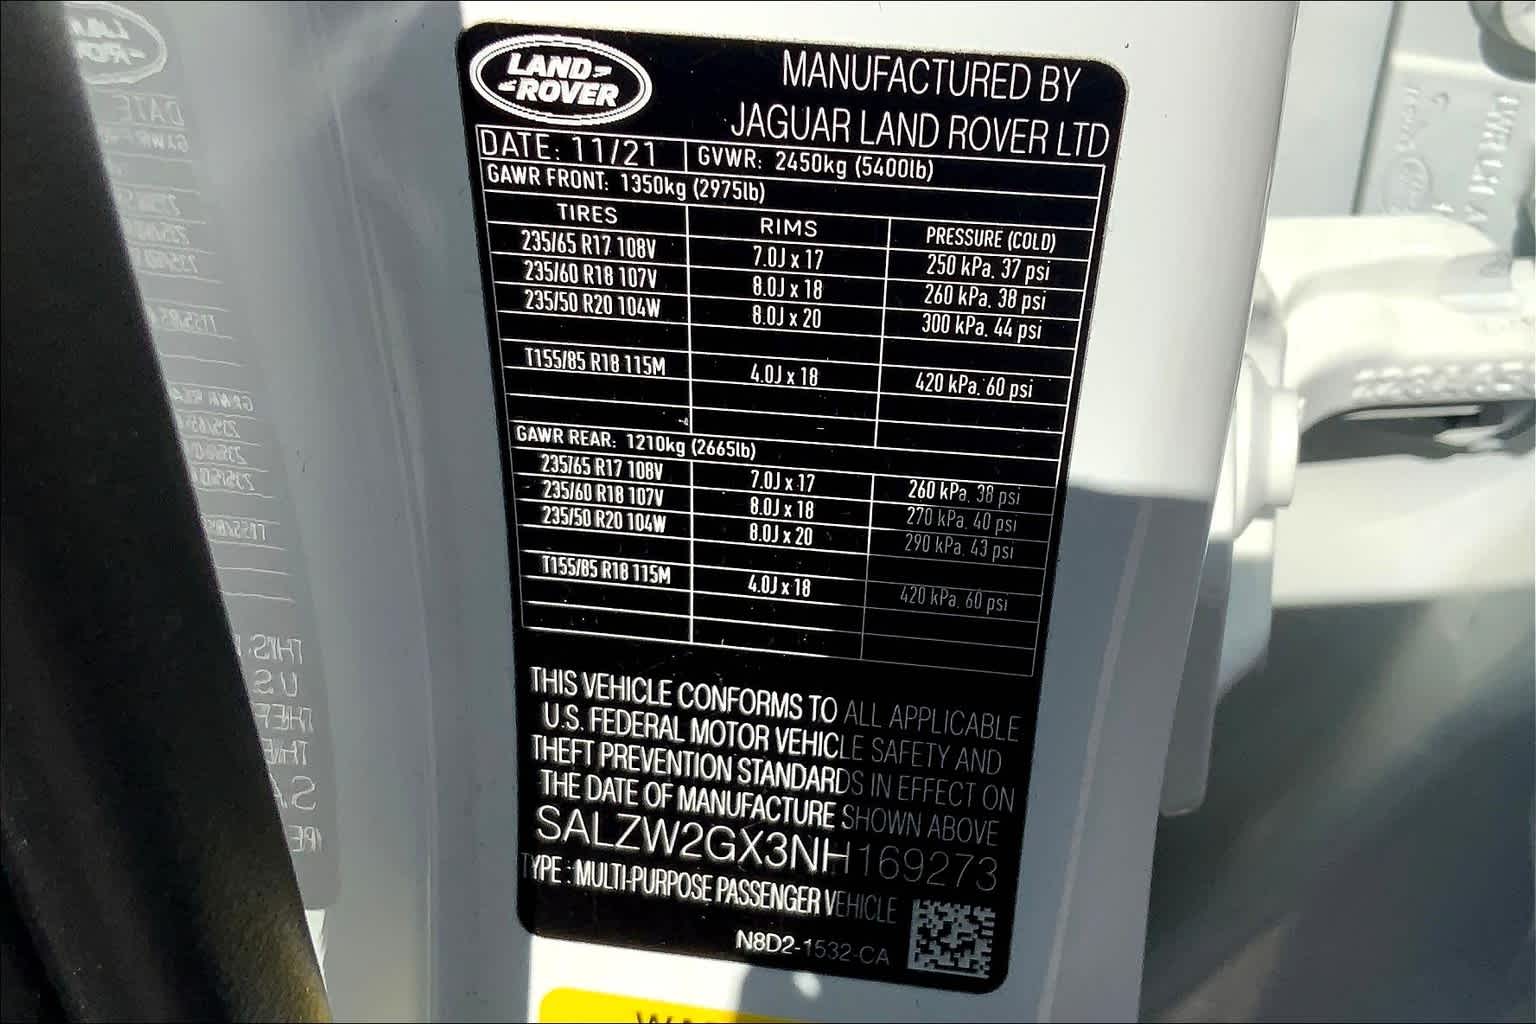 LAND-
-ROVER
MANUFACTURED BY
JAGUAR LAND ROVER LTD
DATE: 11/21 GVWR: 2450kg (5400lb)
GAWR FRONT: 1350kg (2975lb)
TIRES RIMS PRESSURE (COLD)
235/65 R17 108V 7.0J x 17 250 kPa. 37 psi
235/60 R18 107V 8.0J x 18 260 kPa. 38 psi
235/50 R20 104W 8.0J x 20 300 kPa. 44 psi
T155/85 R18 115M 4.0J x 18 420 kPa. 60 psi
GAWR REAR: 1210kg (2665lb)
235/65 R17 108V 7.0J x 17 260 kPa. 38 psi
235/60 R18 107V 8.0J x 18 270 kPa. 40 psi
235/50 R20 104W 8.0J x 20 290 kPa. 43 psi
T155/85 R18 115M 4.0J x 18 420 kPa. 60 psi
THIS VEHICLE CONFORMS TO ALL APPLICABLE
U.S. FEDERAL MOTOR VEHICLE SAFETY AND
THEFT PREVENTION STANDARDS IN EFFECT ON
THE DATE OF MANUFACTURE SHOWN ABOVE
SALZW2GX3NH169273
TYPE : MULTI-PURPOSE PASSENGER VEHICLE
N8D2-1532-CA